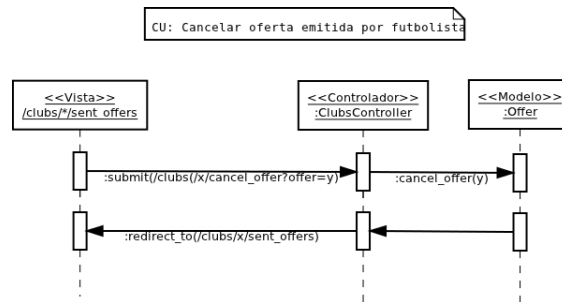 CU: Cancelar oferta emitida por futbolista
<<Vista>>
/clubs/*/sent_offers
<<Controlador>>
:ClubsController
<<Modelo>>
:Offer
:submit(/clubs(/x/cancel_offer?offer=y)
:cancel_offer(y)
:redirect_to(/clubs/x/sent_offers)